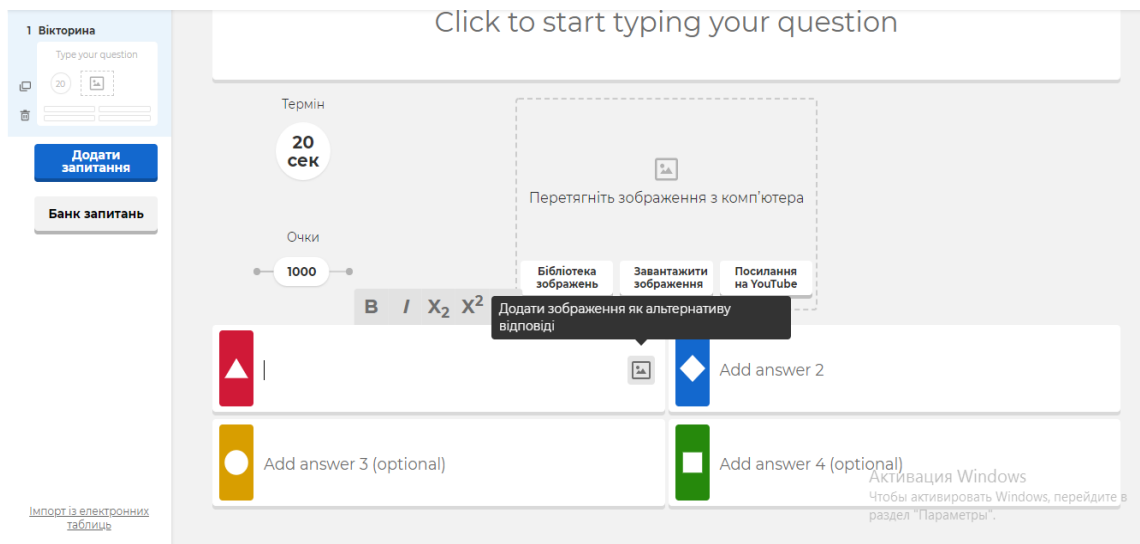 1 Вікторина
Type your question
20
Додати
запитання
Банк запитань
Імпорт із електронних
таблиць
Click to start typing your question
Термін
20
сек
Очки
1000
Перетягніть зображення з комп'ютера
Бібліотека
зображень
Завантажити
зображення
Посилання
на YouTube
B I X₂ X²
Додати зображення як альтернативу
відповіді
Add answer 2
Add answer 3 (optional)
Add answer 4 (optional)
Активация Windows
Чтобы активировать Windows, перейдите в
раздел "Параметры".